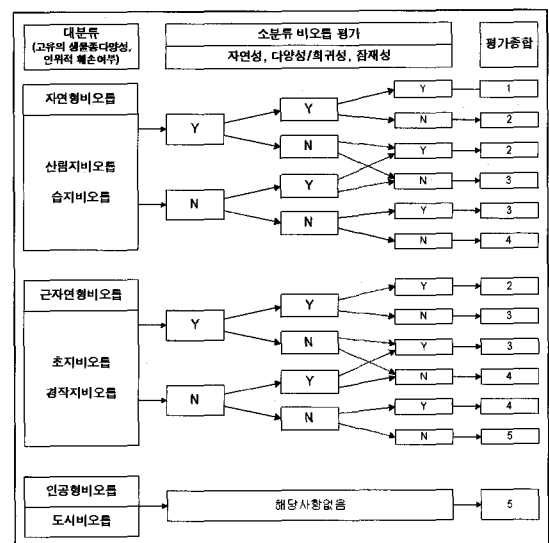 대분류
(고유의 생물종다양성,
인위적 훼손여부)
소분류 비오톱 평가
자연성, 다양성/희귀성, 잠재성
평가종합
자연형비오톱
산림지비오톱
습지비오톱
Y
N
Y
N
Y
N
Y
N
Y
N
Y
N
1
2
2
3
3
4
근자연형비오톱
초지비오톱
경작지비오톱
Y
N
Y
N
Y
N
Y
N
Y
N
Y
N
2
3
3
4
4
5
인공형비오톱
도시비오톱
해당사항없음
5